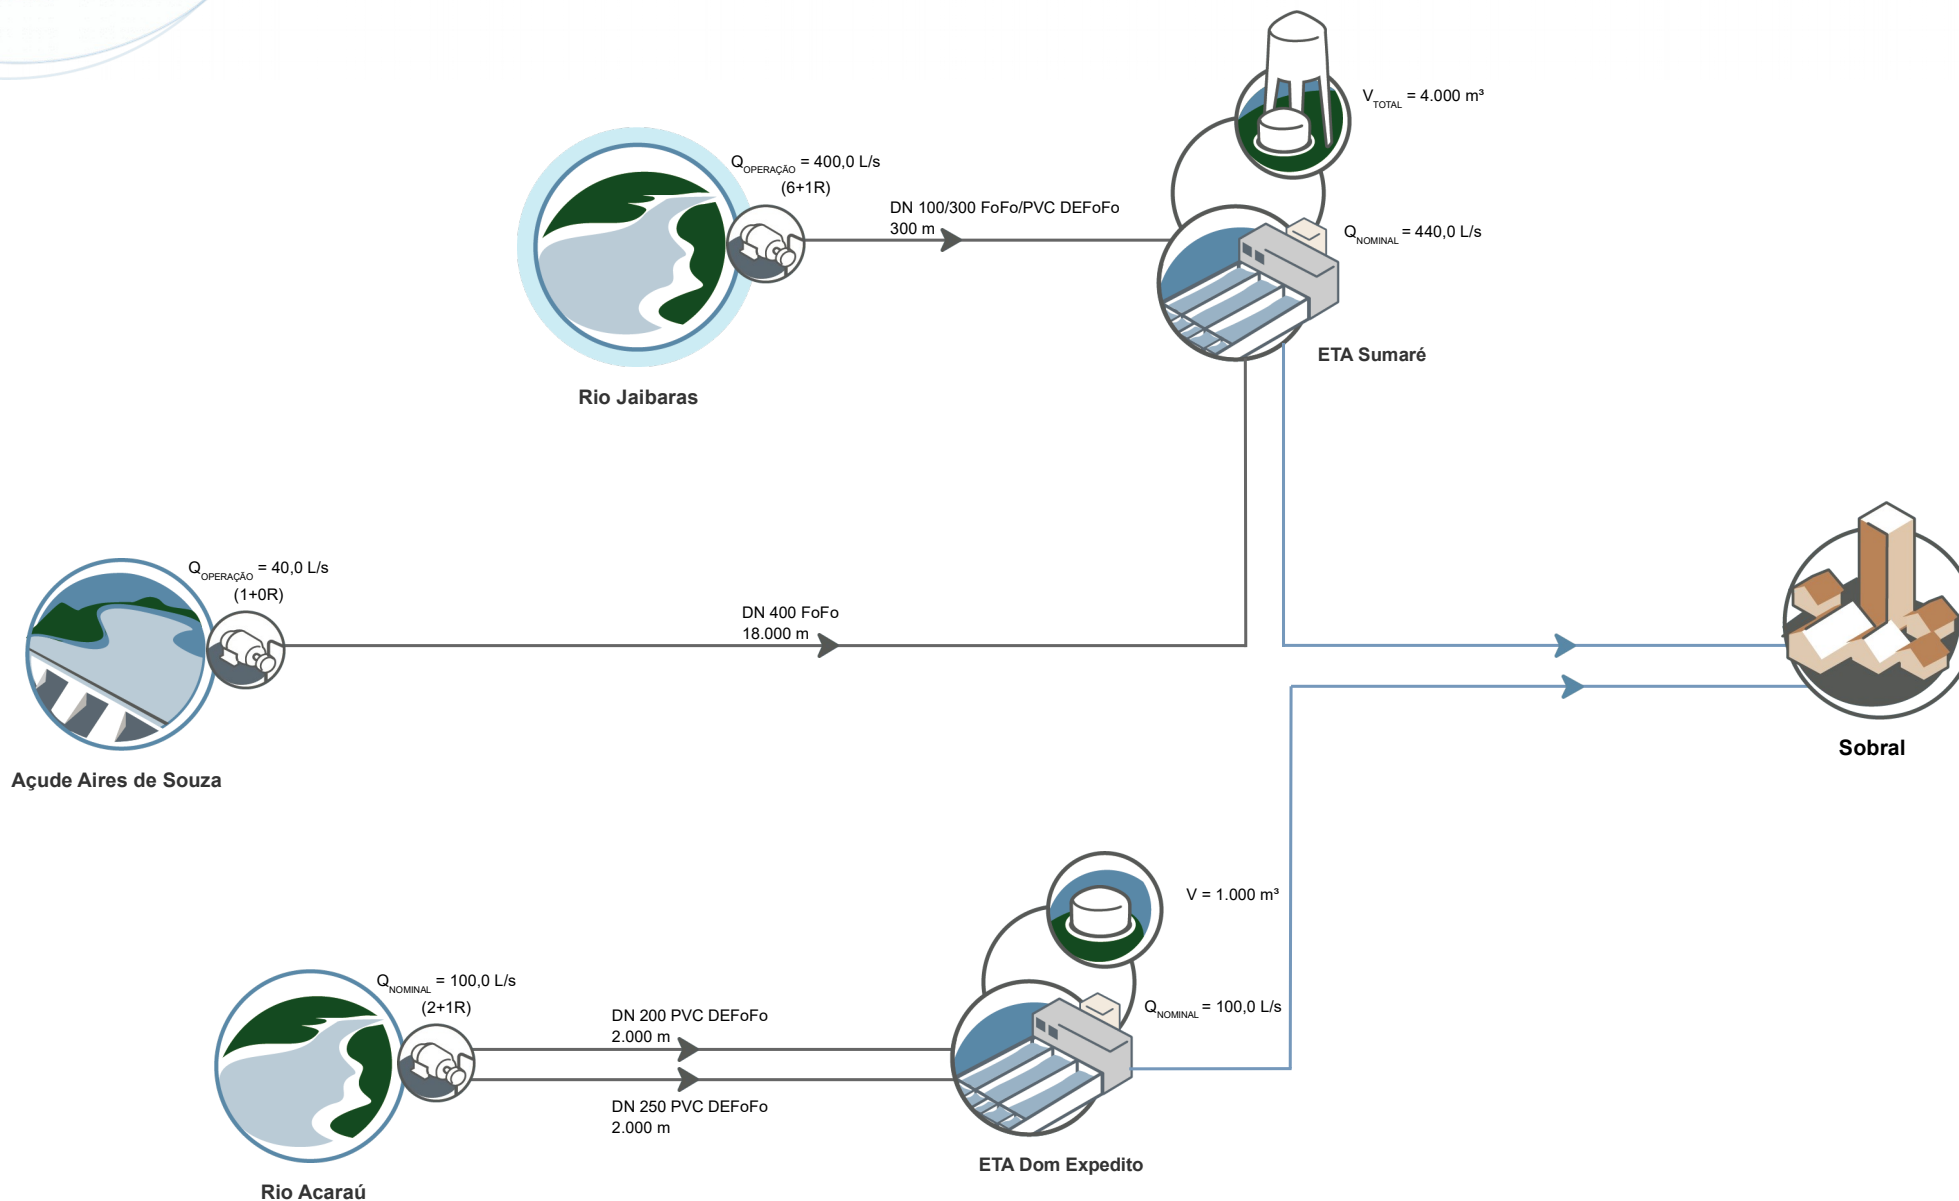 V TOTAL = 4.000 m³
Q OPERAÇÃO = 400,0 L/s
(6+1R)
DN 100/300 FoFo/PVC DEFoFo
300 m
Q NOMINAL = 440,0 L/s
ETA Sumaré
Rio Jaibaras
Q OPERAÇÃO = 40,0 L/s
(1+0R)
DN 400 FoFo
18.000 m
Sobral
Açude Aires de Souza
V = 1.000 m³
Q NOMINAL = 100,0 L/s
(2+1R)
DN 200 PVC DEFoFo
2.000 m
Q NOMINAL = 100,0 L/s
DN 250 PVC DEFoFo
2.000 m
ETA Dom Expedito
Rio Acaraú